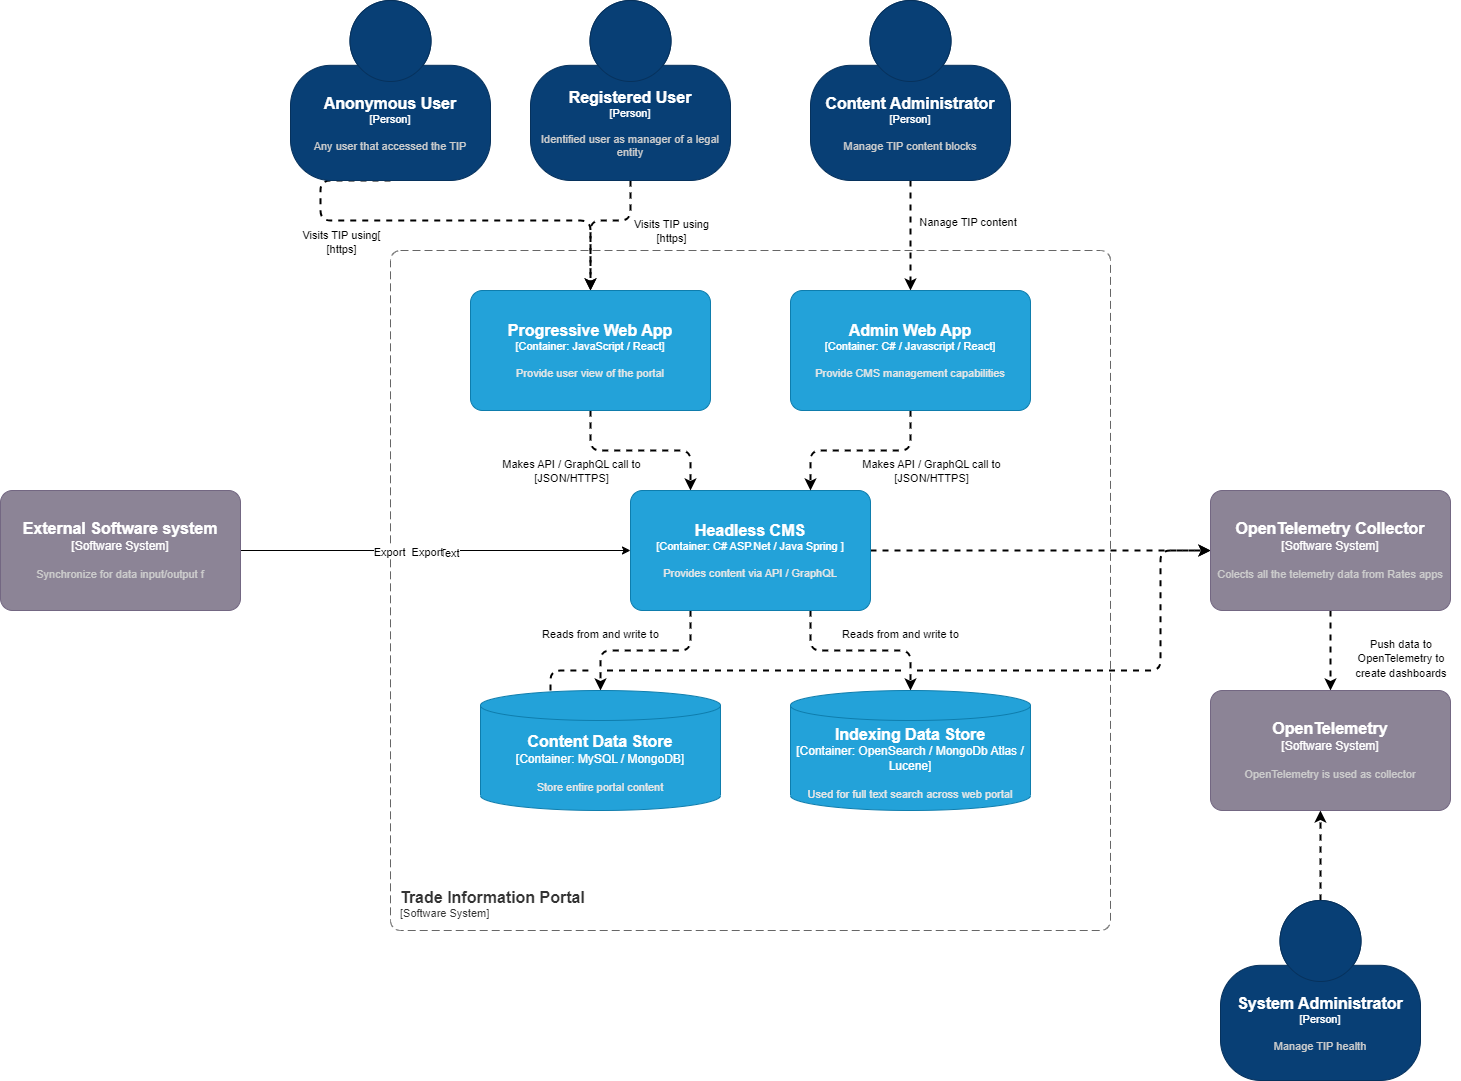 Anonymous User
[Person]
Any user that accessed the TIP
Registered User
[Person]
Identified user as manager of a legal
entity
Content Administrator
[Person]
Manage TIP content blocks
Visits TIP using[
[https]
Visits TIP using
[https]
Nanage TIP content
Progressive Web App
[Container: JavaScript / React]
Provide user view of the portal
Admin Web App
[Container: C# / Javascript / React]
Provide CMS management capabilities
Makes API / GraphQL call to
[JSON/HTTPS]
Makes API / GraphQL call to
[JSON/HTTPS]
External Software system
[Software System]
Synchronize for data input/output f
Export Export
Text
Headless CMS
[Container: C# ASP.Net / Java Spring ]
Provides content via API / GraphQL
OpenTelemetry Collector
[Software System]
Colects all the telemetry data from Rates apps
Reads from and write to
Reads from and write to
Push data to
OpenTelemetry to
create dashboards
Content Data Store
[Container: MySQL / MongoDB]
Store entire portal content
Indexing Data Store
[Container: OpenSearch / MongoDb Atlas /
Lucene]
Used for full text search across web portal
OpenTelemetry
[Software System]
OpenTelemetry is used as collector
Trade Information Portal
[Software System]
System Administrator
[Person]
Manage TIP health